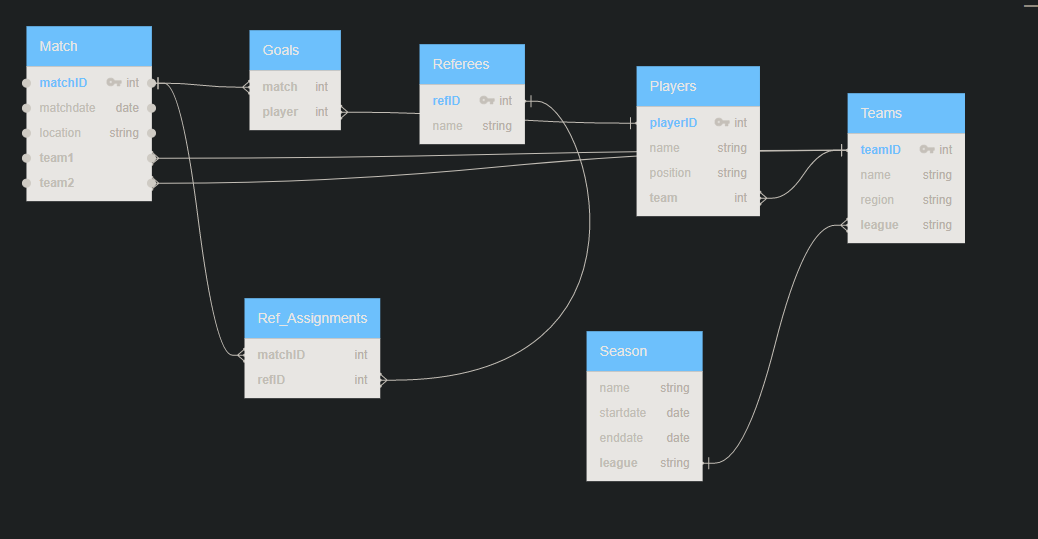 Match
matchID int
matchdate date
location string
team1
team2
Goals
match int
player int
Referees
refID int
name string
Players
playerID int
name string
position string
team int
Teams
teamID int
name string
region string
league string
Ref_Assignments
matchID int
refID int
Season
name string
startdate date
enddate date
league string